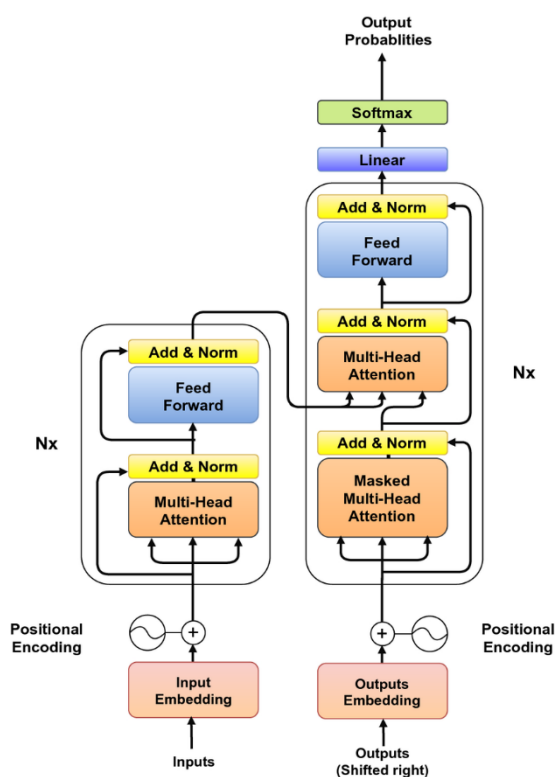 Output
Probablities
Softmax
Linear
Add & Norm
Feed
Forward
Add & Norm
Multi-Head
Attention
Nx
Add & Norm
Masked
Multi-Head
Attention
Add & Norm
Feed
Forward
Nx
Add & Norm
Multi-Head
Attention
Positional
Encoding
+
Input
Embedding
Inputs
+
Positional
Encoding
Outputs
Embedding
Outputs
(Shifted right)